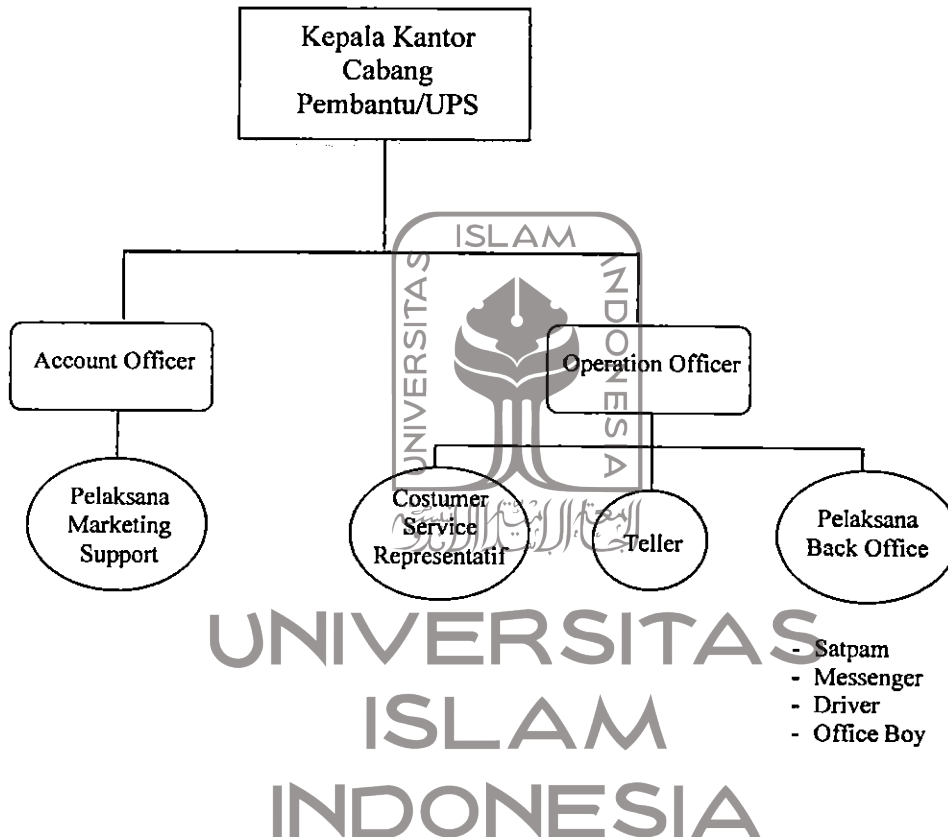 Kepala Kantor
Cabang
Pembantu/UPS
ISLAM
UNIVERSITAS
INDONESIA
Account Officer
Operation Officer
Pelaksana
Marketing
Support
Costumer
Service
Representatif
Teller
Pelaksana
Back Office
- Satpam
- Messenger
- Driver
- Office Boy
UNIVERSITAS
ISLAM
INDONESIA